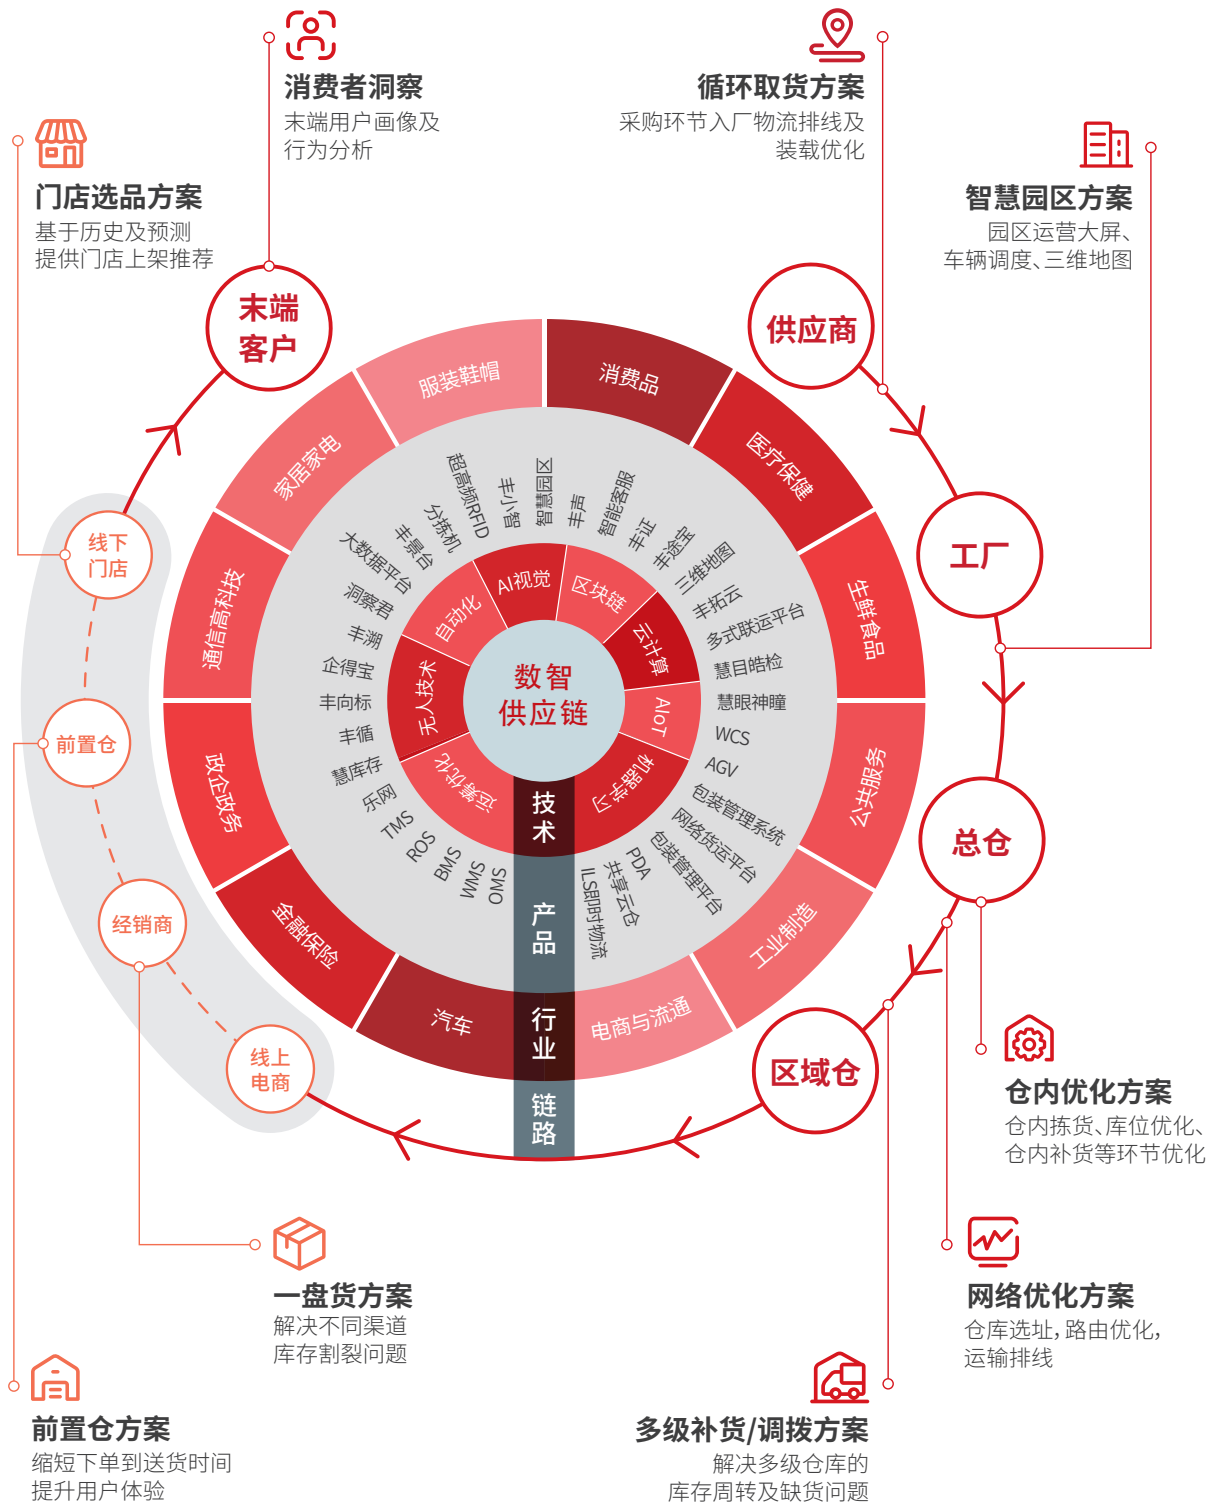 消费者洞察
末端用户画像及
行为分析
循环取货方案
采购环节入厂物流排线及
装载优化
门店选品方案
基于历史及预测
提供门店上架推荐
智慧园区方案
园区运营大屏、
车辆调度、三维地图
末端
客户
供应商
工厂
总仓
区域仓
线上
电商
经销商
前置仓
线下
门店
消费品
医疗保健
生鲜食品
公共服务
工业制造
电商与流通
汽车
金融保险
政企政务
通信高科技
家居家电
服装鞋帽
智慧园区
丰声
智能客服
丰证
丰途宝
三维地图
丰拓云
多式联运平台
慧目皓检
慧眼神瞳
WCS
AGV
包装管理系统
网络货运平台
包装管理平台
PDA
共享云仓
ILS即时物流
OMS
WMS
BMS
ROS
TMS
乐网
慧库存
丰循
丰向标
企得宝
丰溯
洞察君
大数据平台
丰景台
分拣机
超高频RFID
丰小智
AI视觉
区块链
云计算
AIoT
机器学习
运筹优化
无人技术
自动化
数智
供应链
技
术
产
品
行
业
链
路
仓内优化方案
仓内拣货、库位优化、
仓内补货等环节优化
网络优化方案
仓库选址,路由优化,
运输排线
一盘货方案
解决不同渠道
库存割裂问题
前置仓方案
缩短下单到送货时间
提升用户体验
多级补货/调拨方案
解决多级仓库的
库存周转及缺货问题